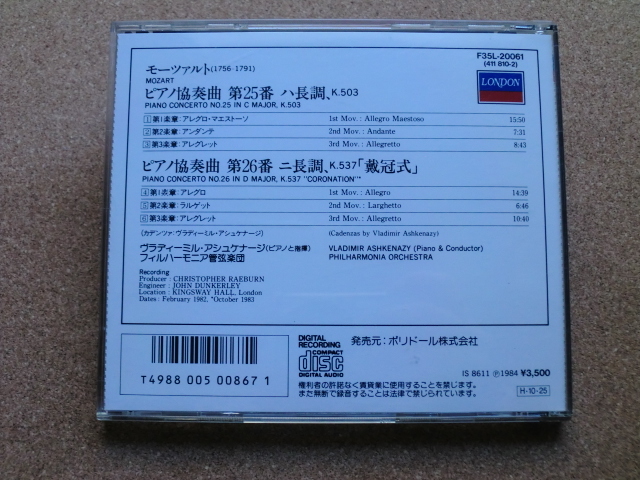 F35L-20061
(411 810-2)
LONDON
モーツァルト(1756-1791)
MOZART
ピアノ協奏曲 第25番 ハ長調、K.503
PIANO CONCERTO NO.25 IN C MAJOR, K.503
1 第1楽章:アレグロ・マエストーソ 1st Mov.: Allegro Maestoso 15:50
2 第2楽章:アンダンテ 2nd Mov.: Andante 7:31
3 第3楽章:アレグレット 3rd Mov.: Allegretto 8:43
ピアノ協奏曲 第26番 ニ長調、K.537「戴冠式」
PIANO CONCERTO NO.26 IN D MAJOR, K.537 "CORONATION"*
4 第1楽章:アレグロ 1st Mov.: Allegro 14:39
5 第2楽章:ラルゲット 2nd Mov.: Larghetto 6:46
6 第3楽章:アレグレット 3rd Mov.: Allegretto 10:40
(カデンツァ:ヴラディーミル・アシュケナージ) (Cadenzas by Vladimir Ashkenazy)
ヴラディーミル・アシュケナージ(ピアノと指揮) VLADIMIR ASHKENAZY (Piano & Conductor)
フィルハーモニア管弦楽団 PHILHARMONIA ORCHESTRA
Recording
Producer : CHRISTOPHER RAEBURN
Engineer : JOHN DUNKERLEY
Location : KINGSWAY HALL, London
Dates : February 1982, *October 1983
T4988 005 00867 1
DIGITAL
RECORDING
COMPACT
disc
DIGITAL AUDIO
発売元:ポリドール株式会社
IS 8611 Ⓟ1984 ¥3,500
権利者の許諾なく賃貸業に使用することを禁じます。
また無断で録音することは法律で禁じられています。
H-10-25